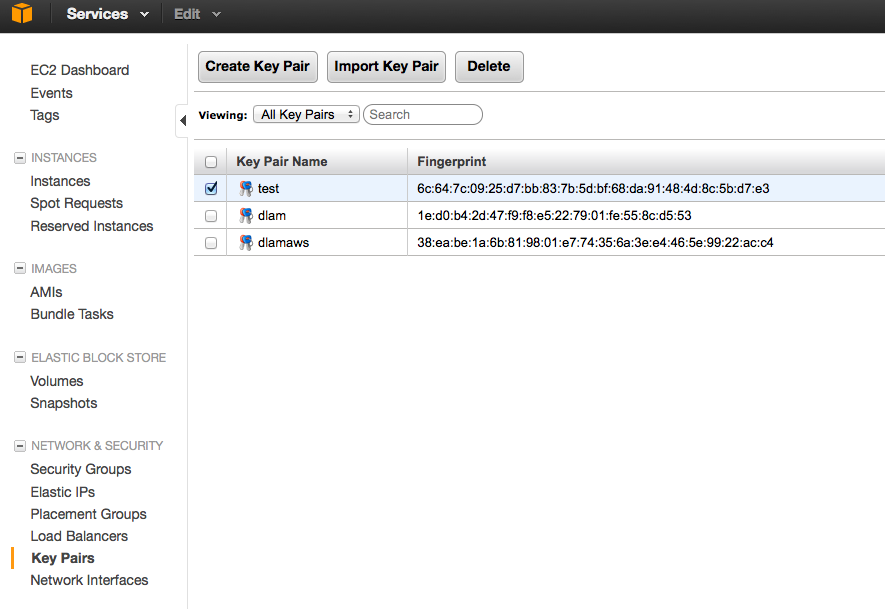 Services Edit
EC2 Dashboard
Events
Tags
INSTANCES
Instances
Spot Requests
Reserved Instances
IMAGES
AMIs
Bundle Tasks
ELASTIC BLOCK STORE
Volumes
Snapshots
NETWORK & SECURITY
Security Groups
Elastic IPs
Placement Groups
Load Balancers
Key Pairs
Network Interfaces
Create Key Pair Import Key Pair Delete
Viewing: All Key Pairs Search
Key Pair Name Fingerprint
test 6c:64:7c:09:25:d7:bb:83:7b:5d:bf:68:da:91:48:4d:8c:5b:d7:e3
dlam 1e:d0:b4:2d:47:f9:f8:e5:22:79:01:fe:55:8c:d5:53
dlamaws 38:ea:be:1a:6b:81:98:01:e7:74:35:6a:3e:e4:46:5e:99:22:ac:c4